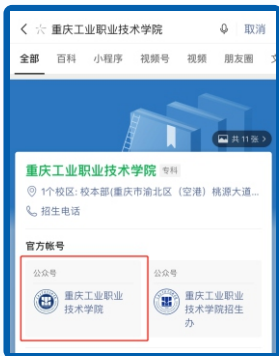 重庆工业职业技术学院
取消
全部 百科 小程序 视频号 视频 朋友圈
共11张
重庆工业职业技术学院 专科
1个校区: 校本部(重庆市渝北区（空港）桃源大道...
招生电话
官方帐号
公众号
重庆工业职业
技术学院
公众号
重庆工业职业
技术学院招生
办